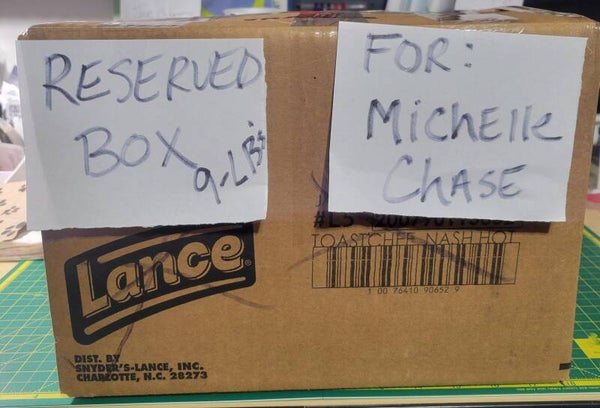 RESERVED
BOX
9-LBS
FOR:
MichEllE
ChASE
TOASTCHEE NASH HOT
1 00 76410 90652 9
Lance
DIST. BY
SNYDER'S-LANCE, INC.
CHARLOTTE, N.C. 28273